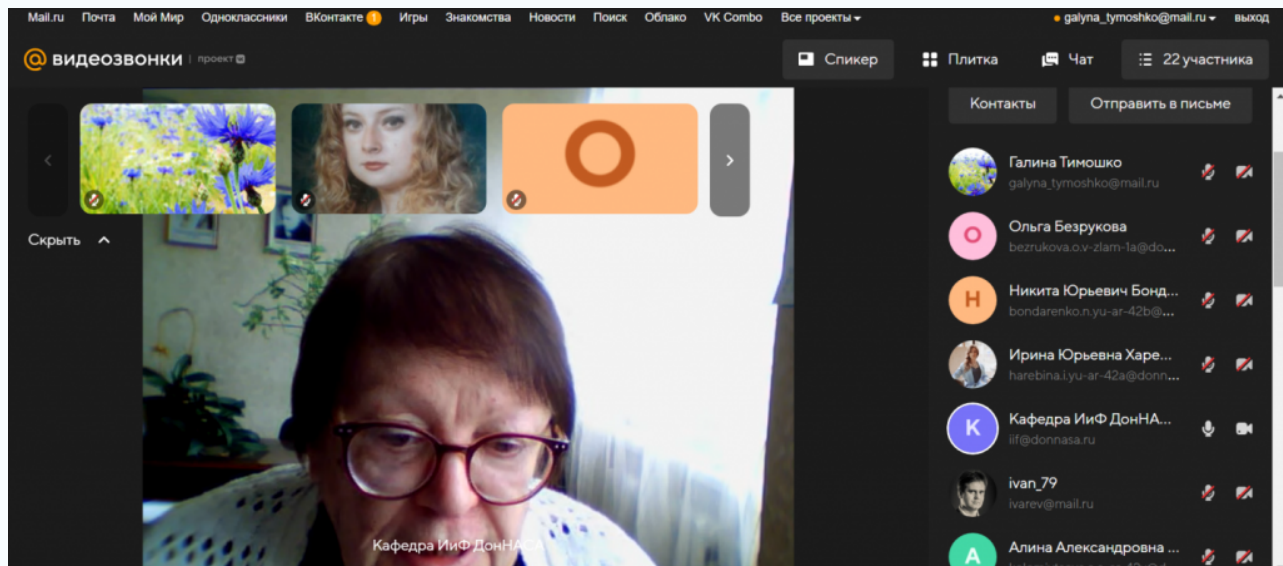 Mail.ru Почта Мой Мир Одноклассники ВКонтакте 1 Игры Знакомства Новости Поиск Облако VK Combo Все проекты galyna_tymoshko@mail.ru выход
видеозвонки проект
Спикер Плитка Чат 22 участника
Контакты Отправить в письме
Скрыть
Галина Тимошко
galyna_tymoshko@mail.ru
О
Ольга Безрукова
bezrukova.o.v-zlam-1a@do...
Н
Никита Юрьевич Бонд...
bondarenko.n.yu-ar-42b@...
Ирина Юрьевна Харе...
harebina.i.yu-ar-42a@donn...
К
Кафедра ИиФ ДонНА...
iif@donnasa.ru
ivan_79
ivarev@mail.ru
А
Алина Александровна ...
Кафедра ИиФ ДонНАСА